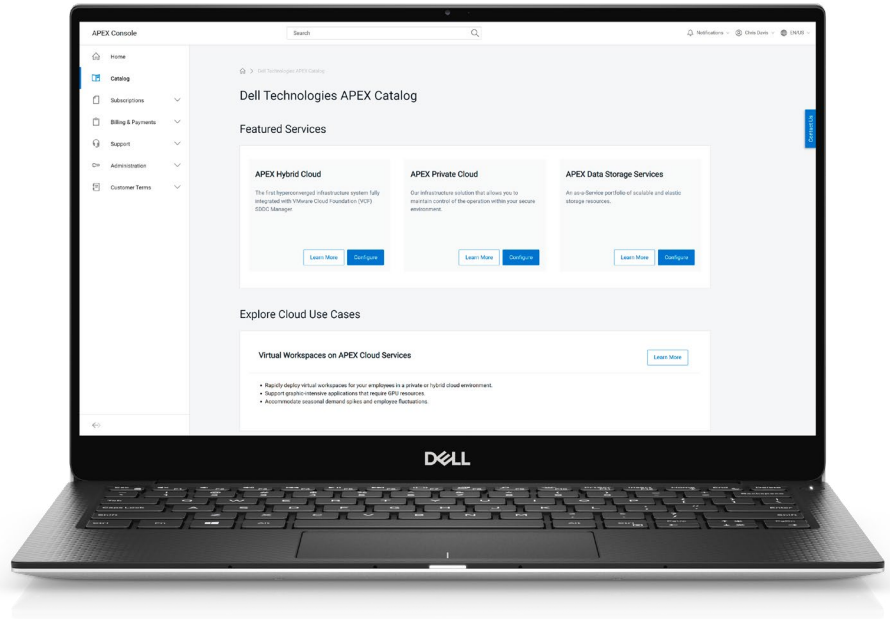 APEX Console
Search
Notifications
Chris Davis
EN/US
Home
Catalog
Subscriptions
Billing & Payments
Support
Administration
Customer Terms
Dell Technologies APEX Catalog
Dell Technologies APEX Catalog
Contact Us
Featured Services
APEX Hybrid Cloud
The first hyperconverged infrastructure system fully
integrated with VMware Cloud Foundation (VCF)
SDDC Manager.
Learn More
Configure
APEX Private Cloud
Our infrastructure solution that allows you to
maintain control of the operation within your secure
environment.
Learn More
Configure
APEX Data Storage Services
An as-a-Service portfolio of scalable and elastic
storage resources.
Learn More
Configure
Explore Cloud Use Cases
Virtual Workspaces on APEX Cloud Services
Learn More
• Rapidly deploy virtual workspaces for your employees in a private or hybrid cloud environment.
• Support graphic-intensive applications that require GPU resources.
• Accommodate seasonal demand spikes and employee fluctuations.
DELL